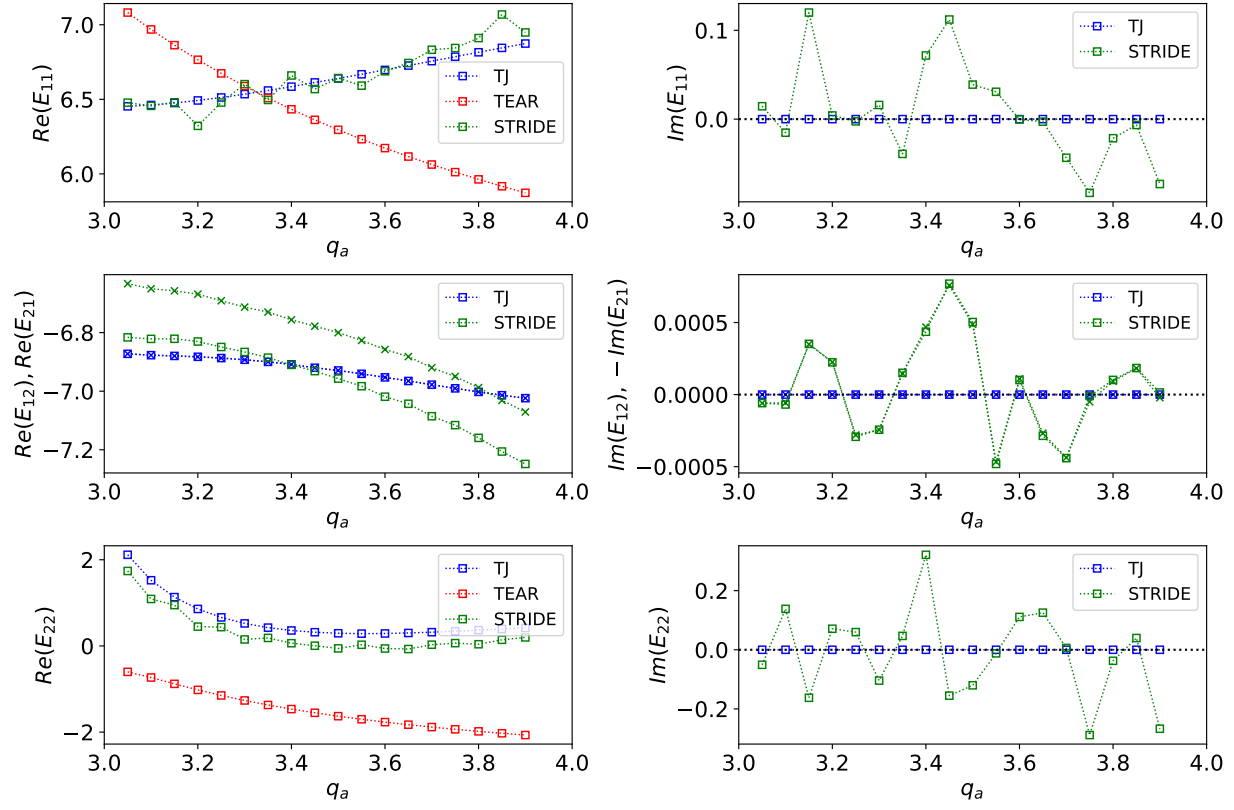 Re(E₁₁)
7.0
6.5
6.0
TJ
TEAR
STRIDE
3.0 3.2 3.4 3.6 3.8 4.0
qₐ
Im(E₁₁)
0.1
0.0
TJ
STRIDE
3.0 3.2 3.4 3.6 3.8 4.0
qₐ
Re(E₁₂), Re(E₂₁)
−6.8
−7.0
−7.2
TJ
STRIDE
3.0 3.2 3.4 3.6 3.8 4.0
qₐ
Im(E₁₂), − Im(E₂₁)
0.0005
0.0000
−0.0005
TJ
STRIDE
3.0 3.2 3.4 3.6 3.8 4.0
qₐ
Re(E₂₂)
2
0
−2
TJ
TEAR
STRIDE
3.0 3.2 3.4 3.6 3.8 4.0
qₐ
Im(E₂₂)
0.2
0.0
−0.2
TJ
STRIDE
3.0 3.2 3.4 3.6 3.8 4.0
qₐ